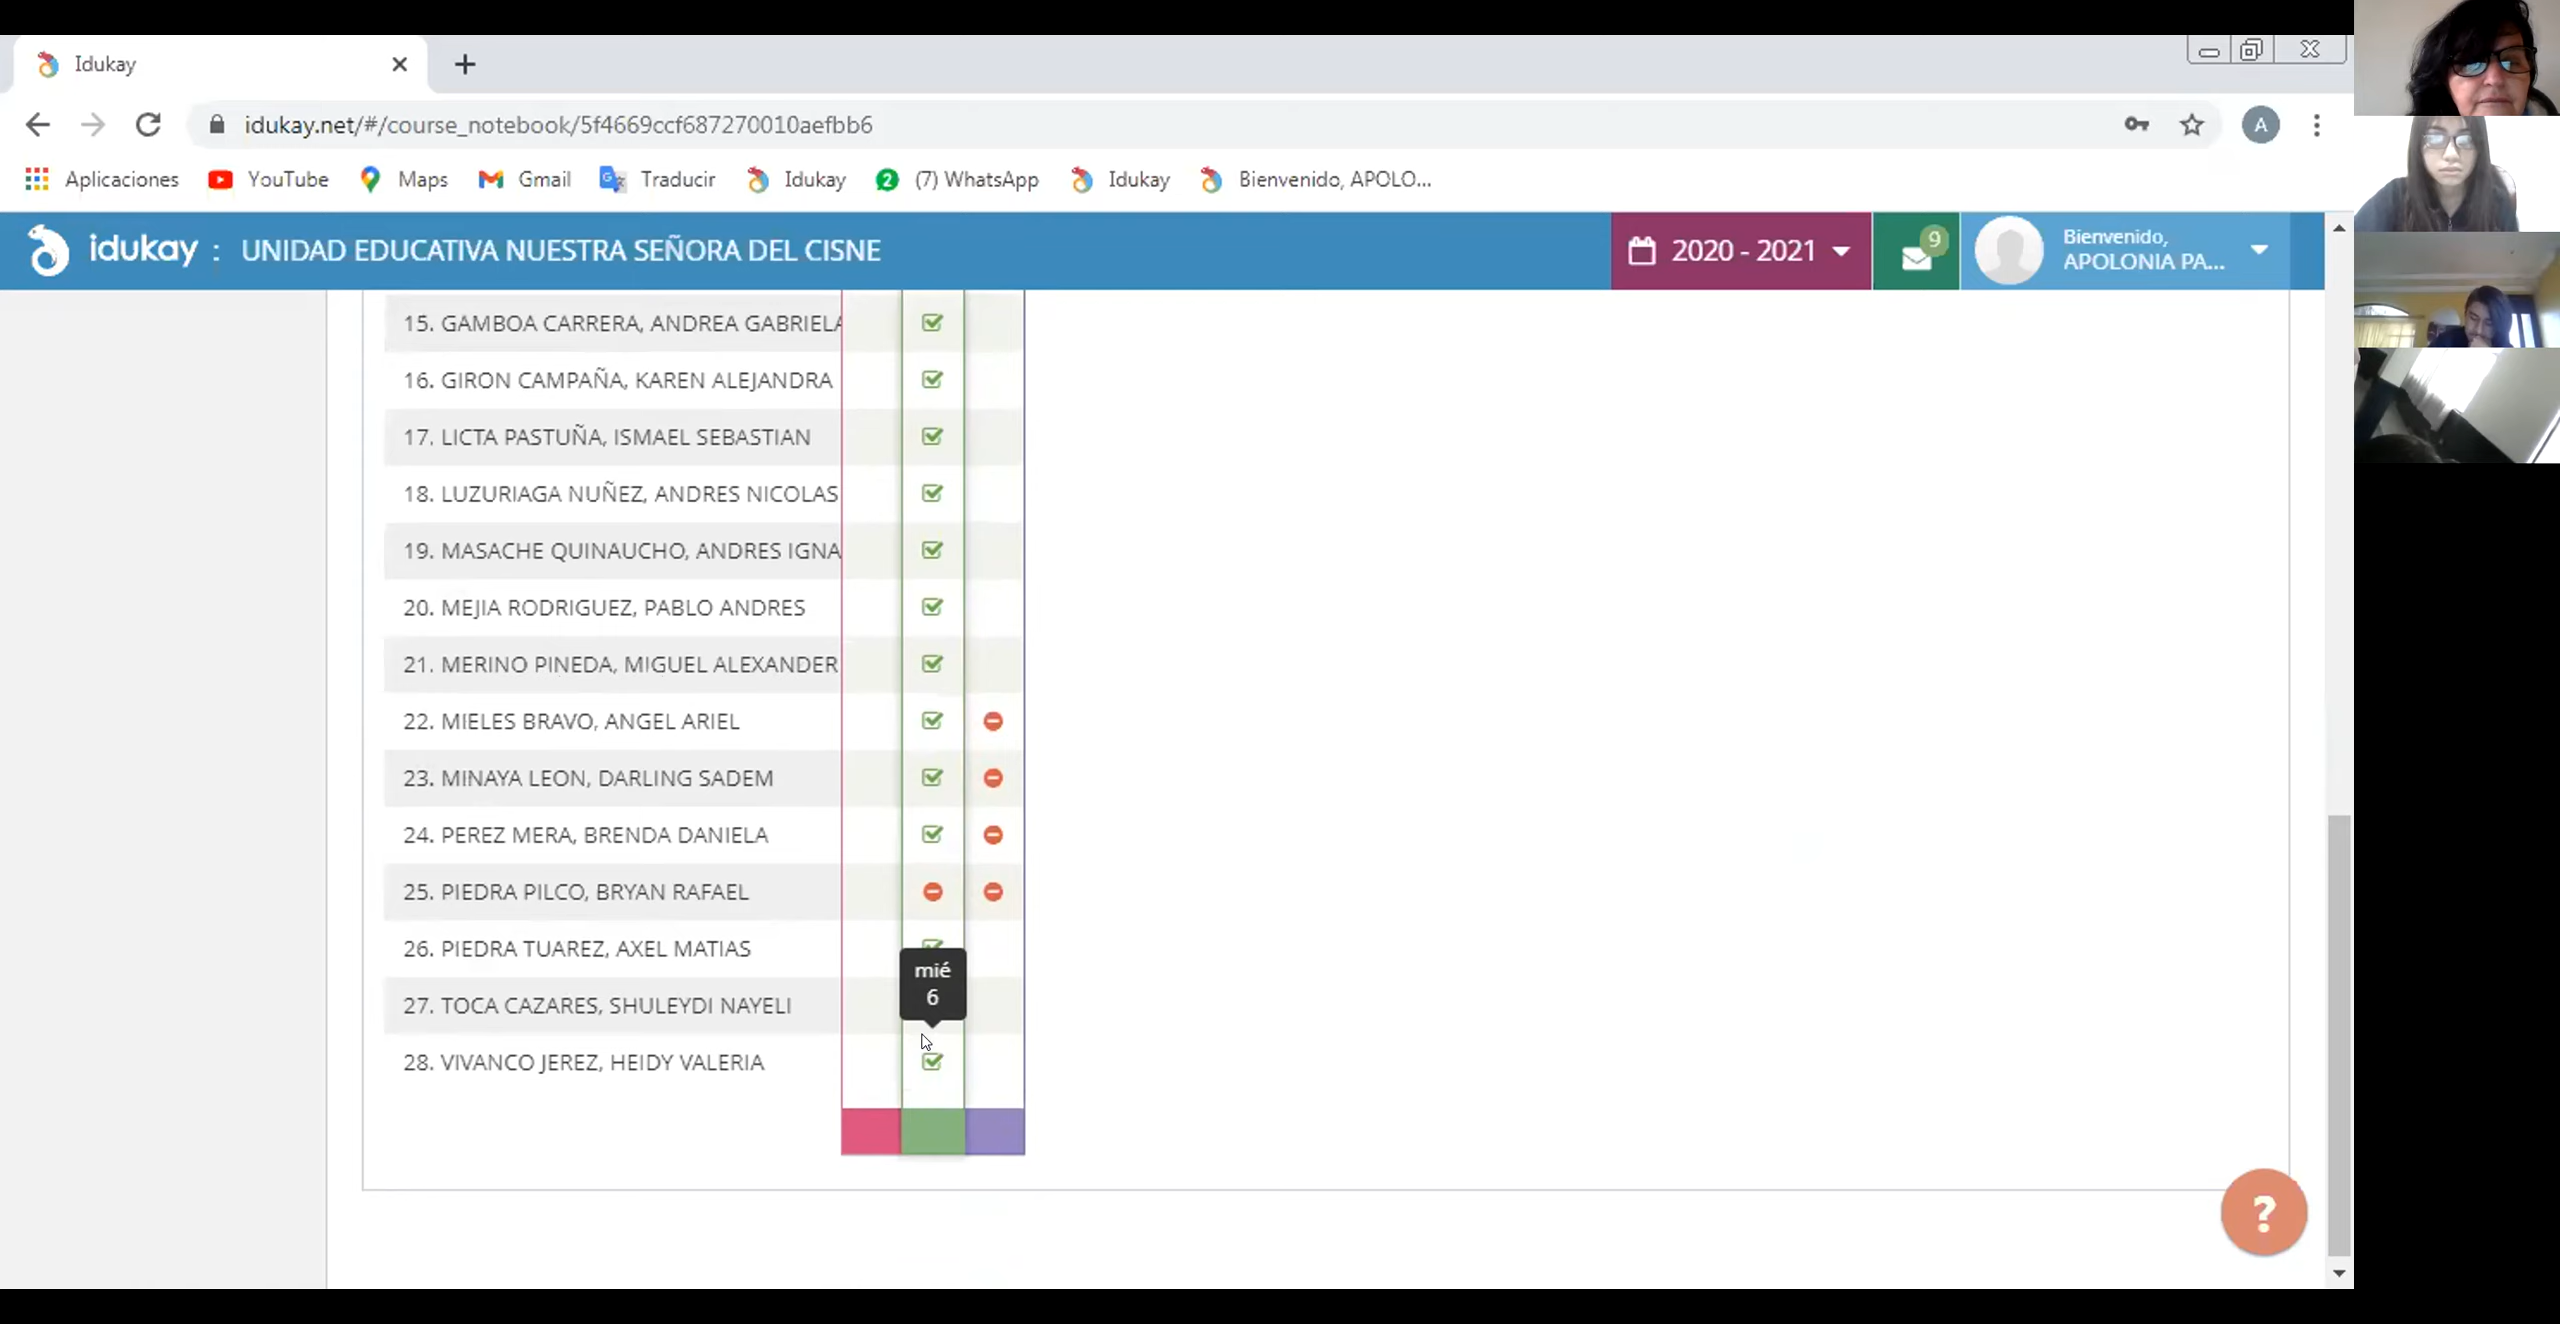 Idukay
idukay.net/#/course_notebook/5f4669ccf687270010aefbb6
A
Aplicaciones YouTube Maps Gmail Traducir Idukay 2 (7) WhatsApp Idukay Bienvenido, APOLO...
idukay : UNIDAD EDUCATIVA NUESTRA SEÑORA DEL CISNE
2020 - 2021
9
Bienvenido,
APOLONIA PA...
15. GAMBOA CARRERA, ANDREA GABRIELA
16. GIRON CAMPAÑA, KAREN ALEJANDRA
17. LICTA PASTUÑA, ISMAEL SEBASTIAN
18. LUZURIAGA NUÑEZ, ANDRES NICOLAS
19. MASACHE QUINAUCHO, ANDRES IGNA
20. MEJIA RODRIGUEZ, PABLO ANDRES
21. MERINO PINEDA, MIGUEL ALEXANDER
22. MIELES BRAVO, ANGEL ARIEL
23. MINAYA LEON, DARLING SADEM
24. PEREZ MERA, BRENDA DANIELA
25. PIEDRA PILCO, BRYAN RAFAEL
26. PIEDRA TUAREZ, AXEL MATIAS
mié
6
27. TOCA CAZARES, SHULEYDI NAYELI
28. VIVANCO JEREZ, HEIDY VALERIA
?